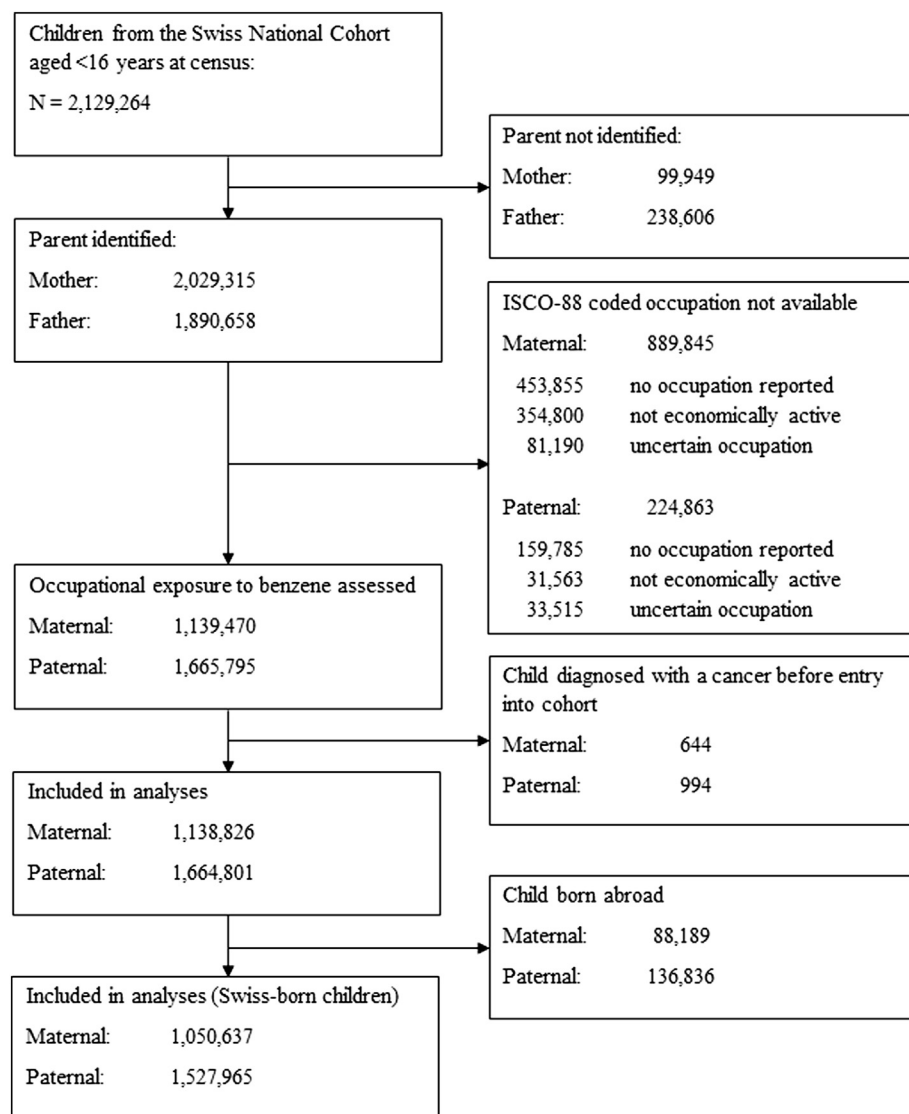 Children from the Swiss National Cohort
aged <16 years at census:
N = 2,129,264
Parent not identified:
Mother: 99,949
Father: 238,606
Parent identified:
Mother: 2,029,315
Father: 1,890,658
ISCO-88 coded occupation not available
Maternal: 889,845
453,855 no occupation reported
354,800 not economically active
81,190 uncertain occupation
Paternal: 224,863
159,785 no occupation reported
31,563 not economically active
33,515 uncertain occupation
Occupational exposure to benzene assessed
Maternal: 1,139,470
Paternal: 1,665,795
Child diagnosed with a cancer before entry
into cohort
Maternal: 644
Paternal: 994
Included in analyses
Maternal: 1,138,826
Paternal: 1,664,801
Child born abroad
Maternal: 88,189
Paternal: 136,836
Included in analyses (Swiss-born children)
Maternal: 1,050,637
Paternal: 1,527,965